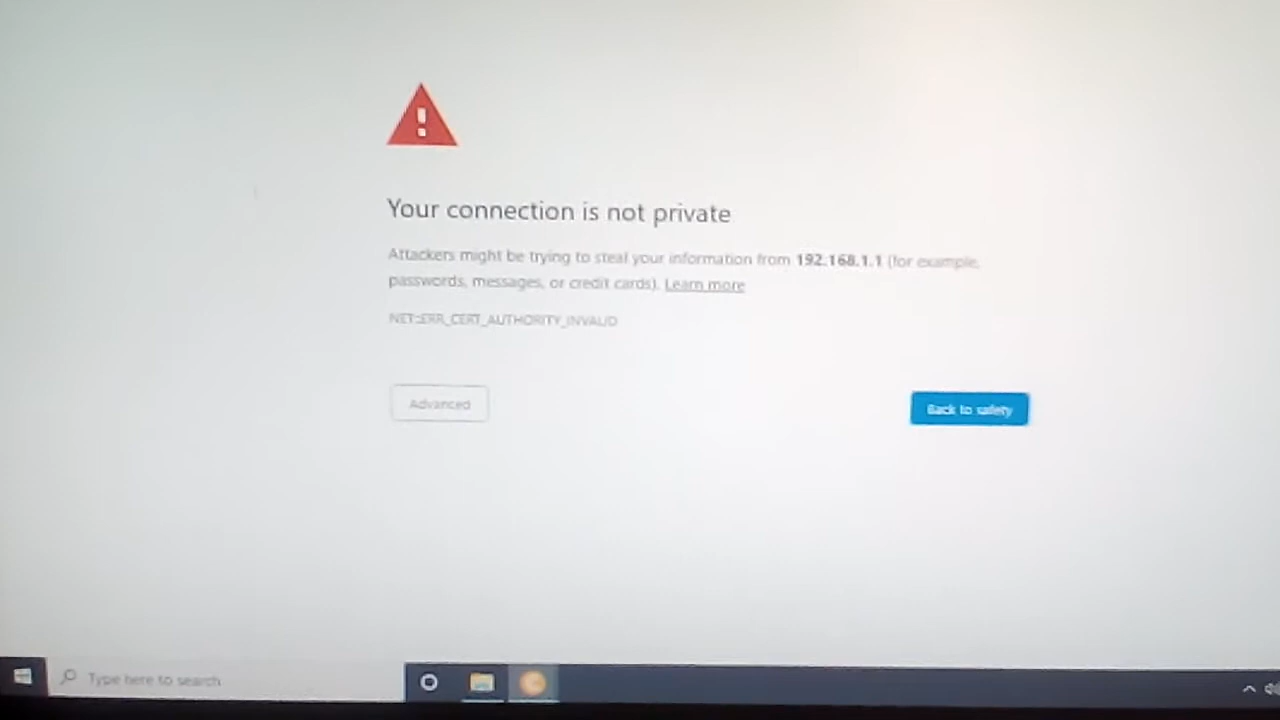 Your connection is not private
Attackers might be trying to steal your information from 192.168.1.1 (for example,
passwords, messages, or credit cards). Learn more
NET::ERR_CERT_AUTHORITY_INVALID
Advanced
Back to safety
Type here to search